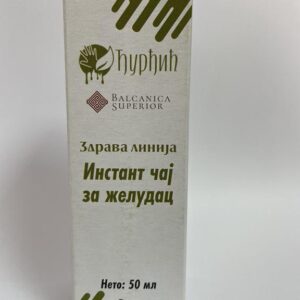 Ђурђић
BALCANICA
SUPERIOR
Здрава линија
Инстант чај
за желудац
Нето: 50 мл